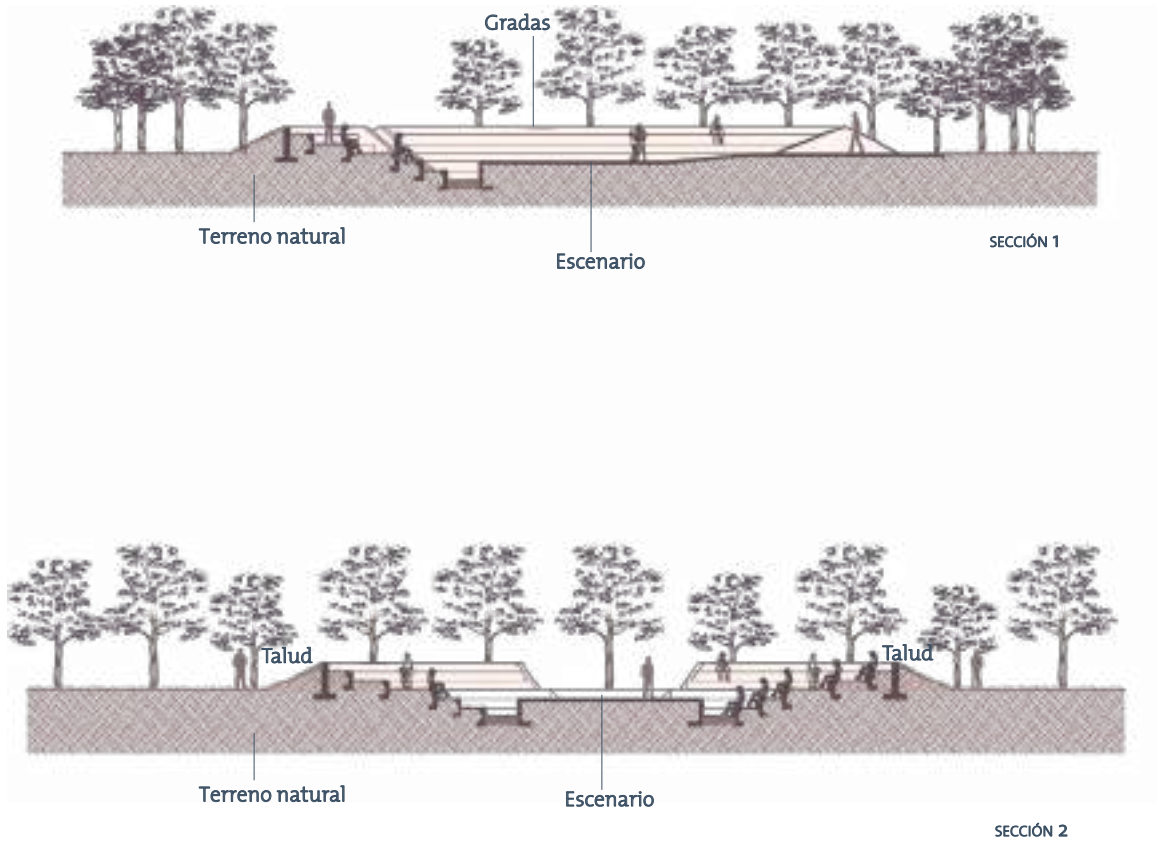 Gradas
Terreno natural
Escenario
SECCIÓN 1
Talud
Talud
Terreno natural
Escenario
SECCIÓN 2